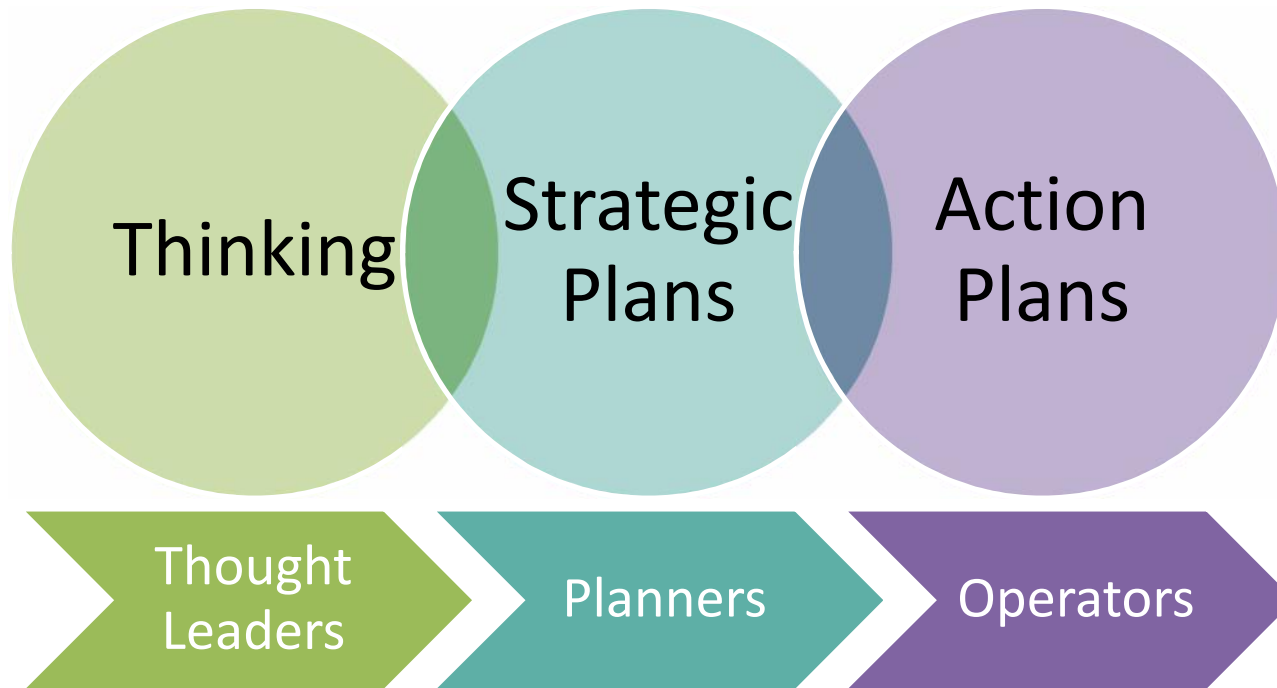 Thinking
Strategic
Plans
Action
Plans
Thought
Leaders
Planners
Operators